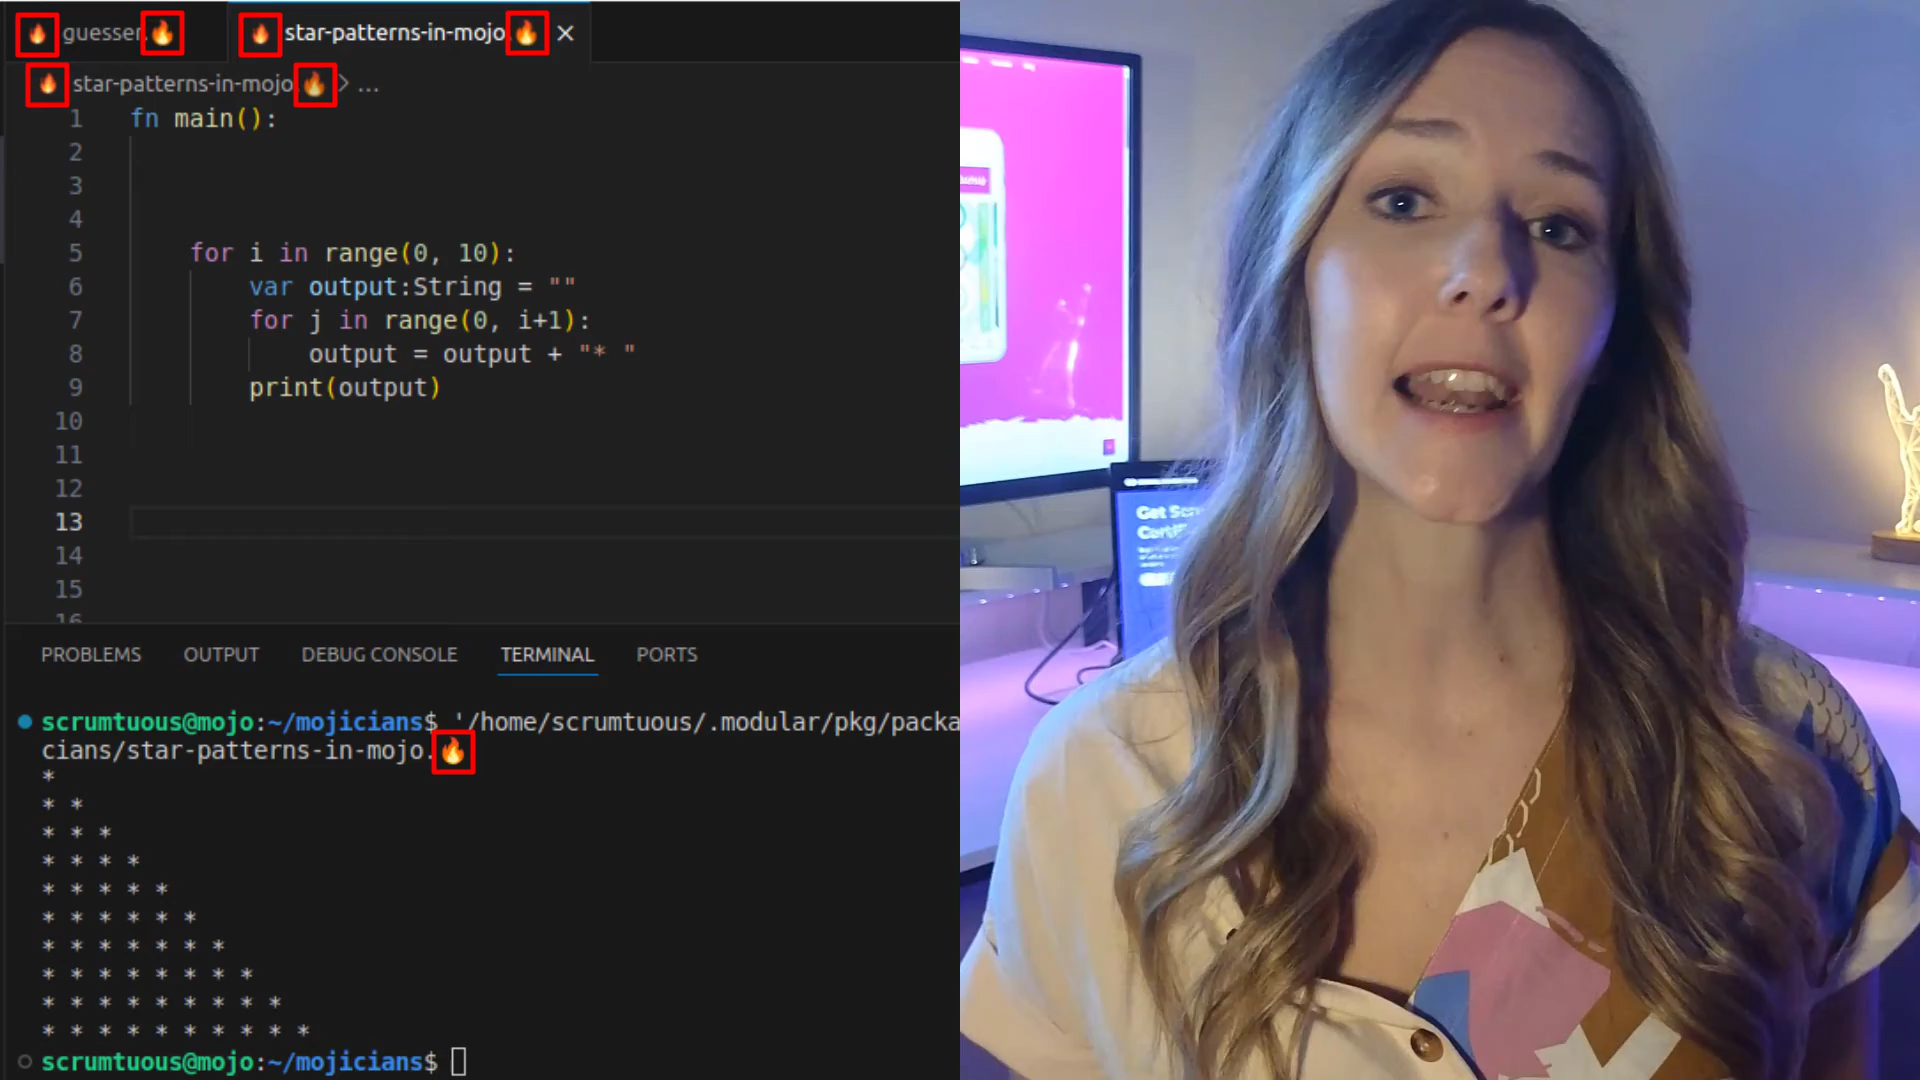 🔥 guesser.🔥 🔥 star-patterns-in-mojo.🔥 ×
🔥 star-patterns-in-mojo.🔥 > ...
1 fn main():
2
3
4
5 for i in range(0, 10):
6 var output:String = ""
7 for j in range(0, i+1):
8 output = output + "* "
9 print(output)
10
11
12
13
14
15
16
PROBLEMS OUTPUT DEBUG CONSOLE TERMINAL PORTS
scrumtuous@mojo:~/mojicians$ '/home/scrumtuous/.modular/pkg/packa
cians/star-patterns-in-mojo.🔥
*
* *
* * *
* * * *
* * * * *
* * * * * *
* * * * * * *
* * * * * * * *
* * * * * * * * *
* * * * * * * * * *
scrumtuous@mojo:~/mojicians$
Get